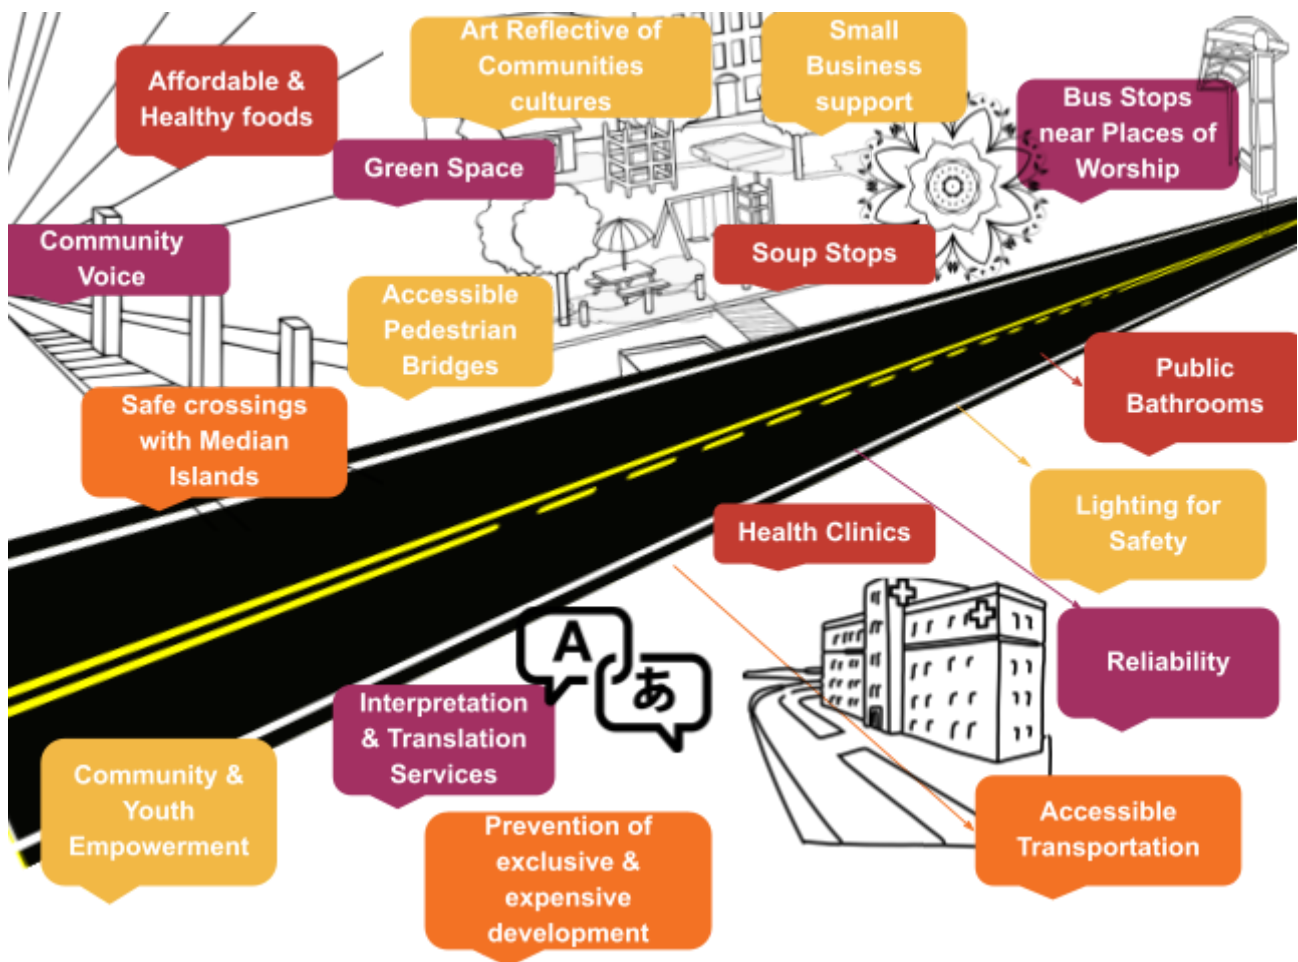 Affordable &
Healthy foods
Art Reflective of
Communities
cultures
Small
Business
support
Bus Stops
near Places of
Worship
Green Space
Community
Voice
Soup Stops
Accessible
Pedestrian
Bridges
Public
Bathrooms
Safe crossings
with Median
Islands
Lighting for
Safety
Health Clinics
Reliability
A
あ
Interpretation
& Translation
Services
Community &
Youth
Empowerment
Accessible
Transportation
Prevention of
exclusive &
expensive
development